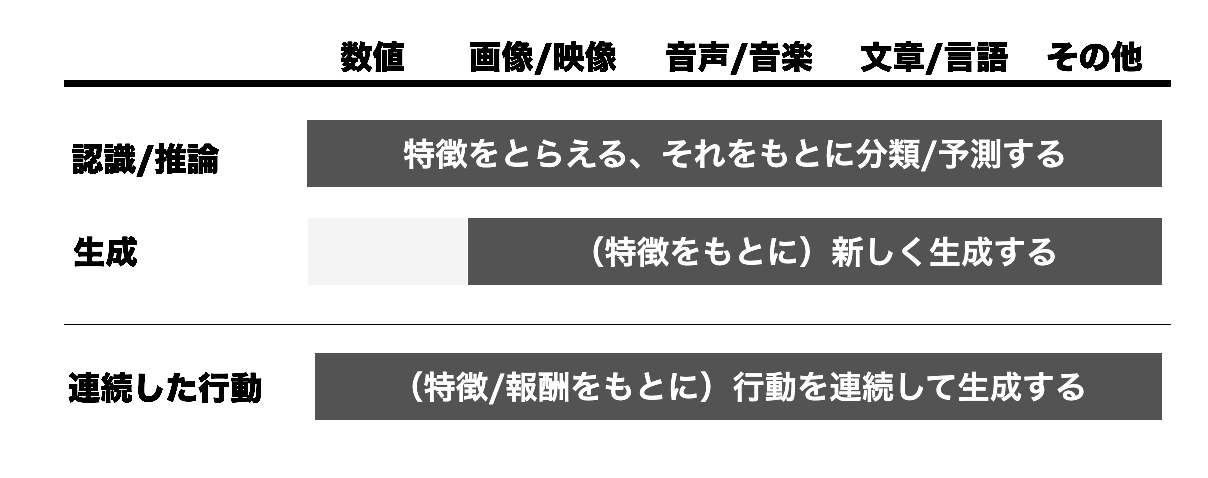 数値 画像/映像 音声/音楽 文章/言語 その他
認識/推論 特徴をとらえる、それをもとに分類/予測する
生成 （特徴をもとに）新しく生成する
連続した行動 （特徴/報酬をもとに）行動を連続して生成する